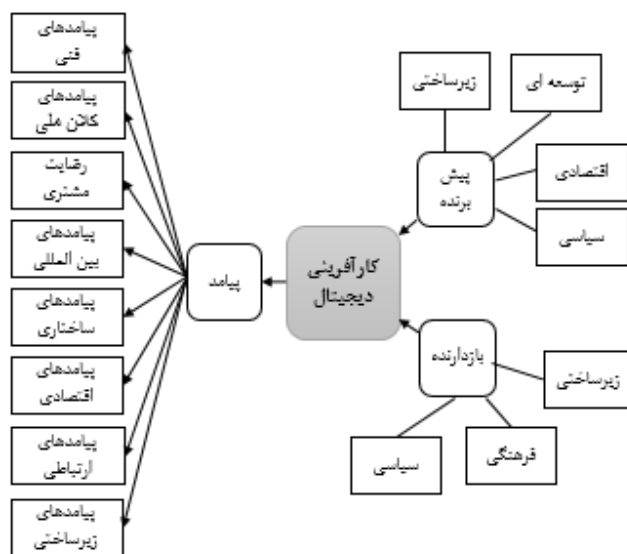 زیرساختی
توسعه ای
اقتصادی
سیاسی
پیش
برنده
کارآفرینی
دیجیتال
بازدارنده
زیرساختی
فرهنگی
سیاسی
پیامد
پیامدهای
فنی
پیامدهای
کلان ملی
رضایت
مشتری
پیامدهای
بین المللی
پیامدهای
ساختاری
پیامدهای
اقتصادی
پیامدهای
ارتباطی
پیامدهای
زیرساختی